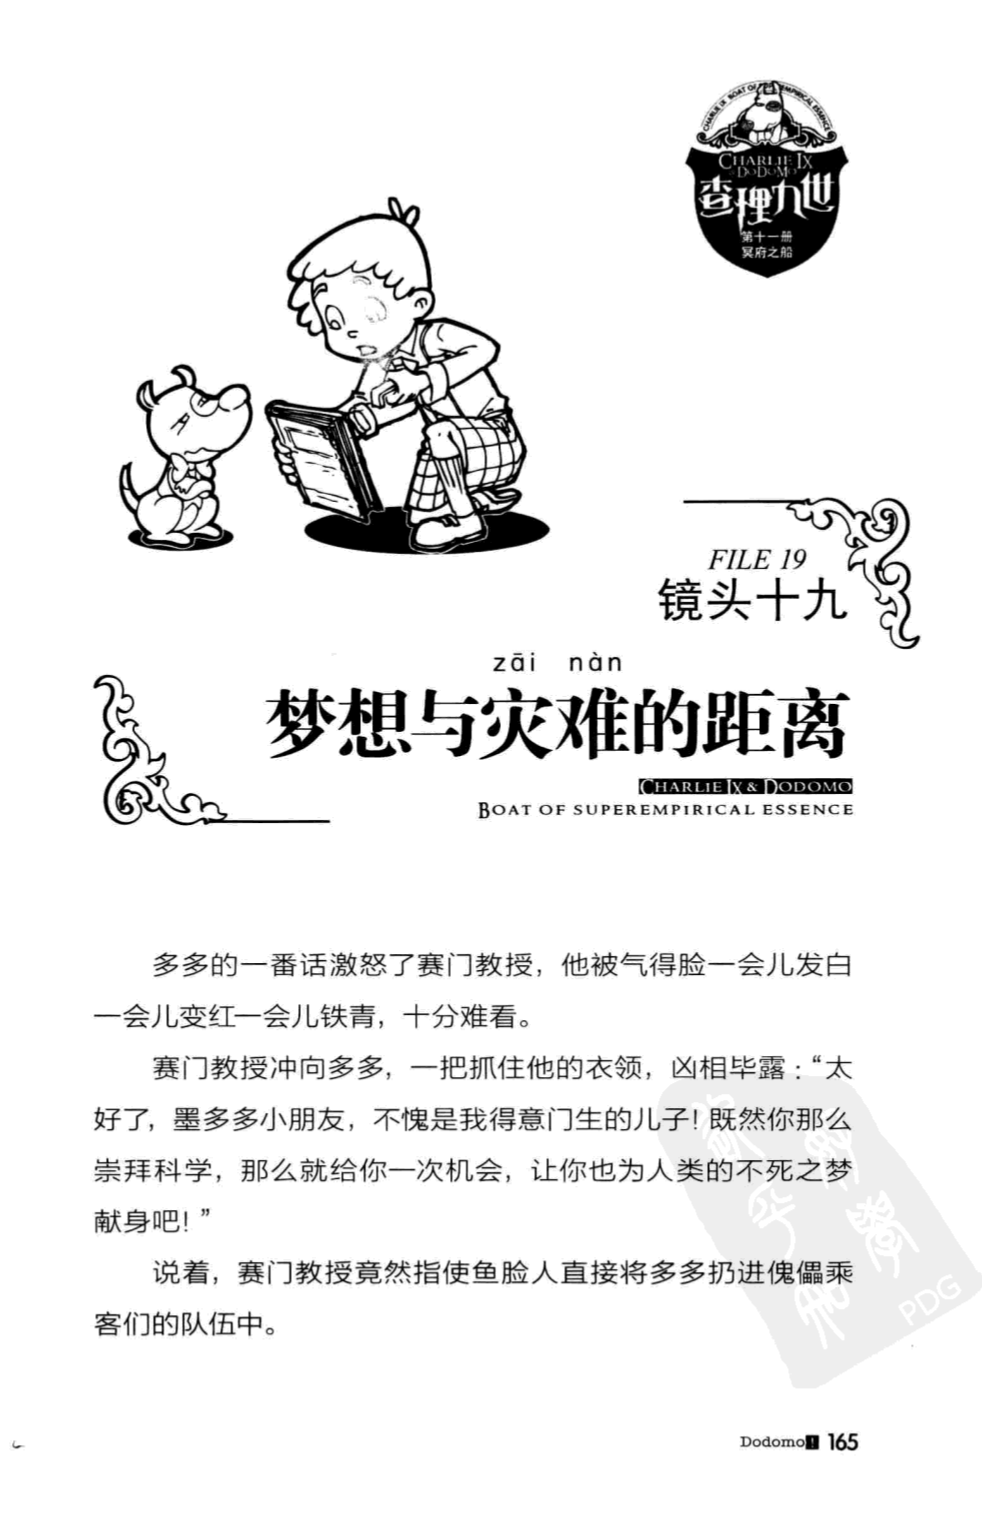 CHARLIE IX BOAT OF SUPEREMPIRICAL ESSENCE
CHARLIE IX
DODOMO
查理九世
第十一册
冥府之船
FILE 19
镜头十九
zāi nàn
梦想与灾难的距离
CHARLIE IX & DODOMO
BOAT OF SUPEREMPIRICAL ESSENCE
多多的一番话激怒了赛门教授，他被气得脸一会儿发白
一会儿变红一会儿铁青，十分难看。
赛门教授冲向多多，一把抓住他的衣领，凶相毕露：“太
好了，墨多多小朋友，不愧是我得意门生的儿子！既然你那么
崇拜科学，那么就给你一次机会，让你也为人类的不死之梦
献身吧！”
说着，赛门教授竟然指使鱼脸人直接将多多扔进傀儡乘
客们的队伍中。
PDG
Dodomo! 165